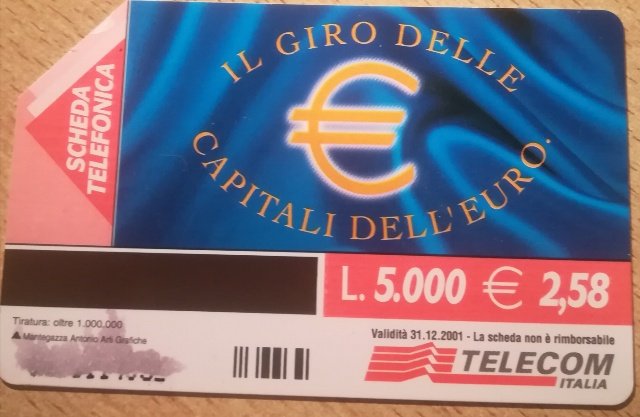 SCHEDA
TELEFONICA
IL GIRO DELLE
€
CAPITALI DELL'EURO.
L. 5.000 € 2,58
Tiratura: oltre 1.000.000
Mantegazza Antonio Arti Grafiche
Validità 31.12.2001 - La scheda non è rimborsabile
TELECOM
ITALIA